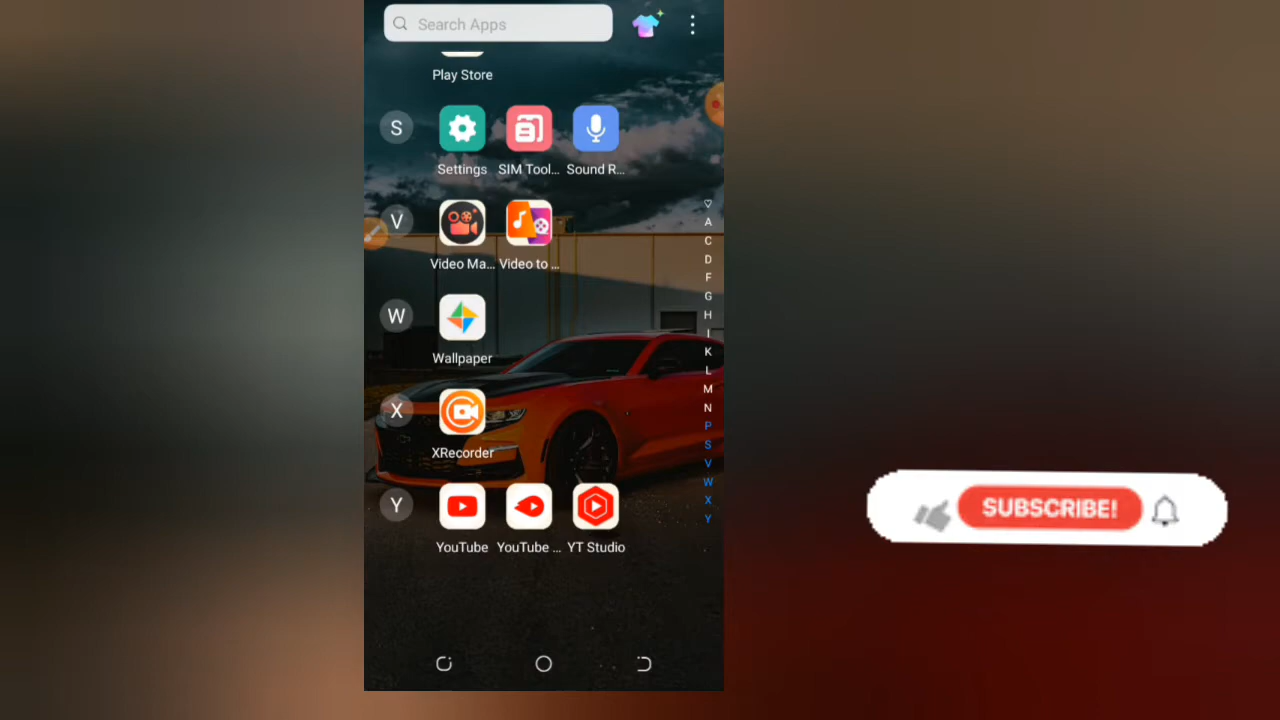 Search Apps
Play Store
S
Settings SIM Tool... Sound R...
V
Video Ma... Video to ...
W
Wallpaper
X
XRecorder
Y
YouTube YouTube ... YT Studio
A
C
D
F
G
H
I
K
L
M
N
P
S
V
W
X
Y
SUBSCRIBE!